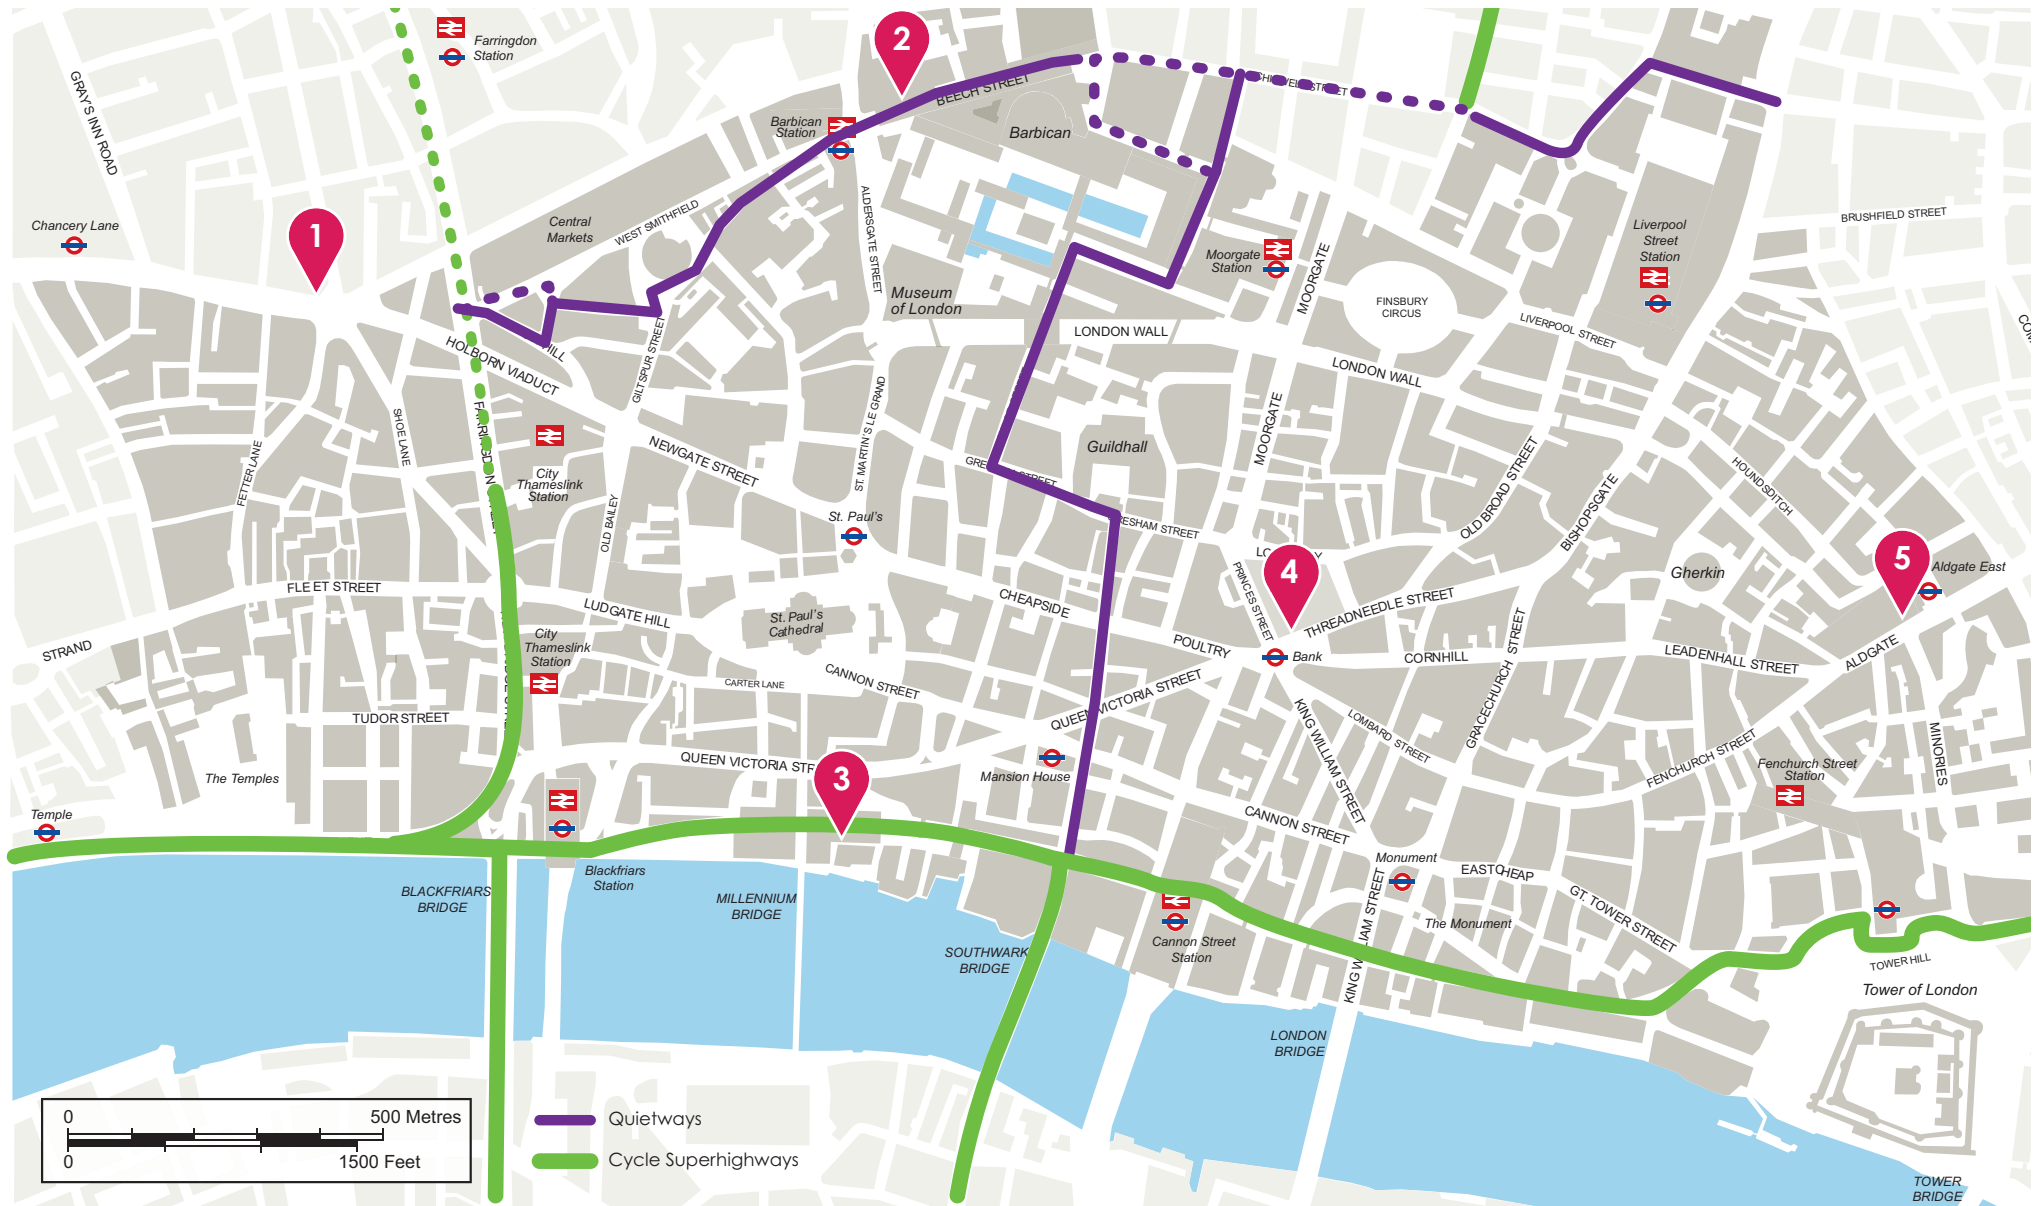 Farringdon
Station
GRAY'S INN ROAD
2
BEECH STREET
Barbican
Station
Barbican
Chancery Lane
1
Central
Markets
WEST SMITHFIELD
ALDERSGATE STREET
Museum
of London
Moorgate
Station
MOORGATE
FINSBURY
CIRCUS
Liverpool
Street
Station
BRUSHFIELD STREET
LIVERPOOL STREET
LONDON WALL
LONDON WALL
HOLBORN VIADUCT
HILL
GILTSPUR STREET
SHOE LANE
FETTER LANE
City
Thameslink
Station
NEWGATE STREET
ST. MARTIN'S LE GRAND
OLD BAILEY
St. Paul's
Guildhall
MOORGATE
OLD BROAD STREET
BISHOPSGATE
HOUNDSDITCH
PRINCES STREET
4
THREADNEEDLE STREET
Gherkin
5
Aldgate East
FLEET STREET
STRAND
LUDGATE HILL
St. Paul's
Cathedral
CHEAPSIDE
POULTRY
Bank
CORNHILL
LEADENHALL STREET
ALDGATE
City
Thameslink
Station
CARTER LANE
CANNON STREET
QUEEN VICTORIA STREET
KING WILLIAM STREET
LOMBARD STREET
GRACECHURCH STREET
FENCHURCH STREET
MINORIES
TUDOR STREET
The Temples
QUEEN VICTORIA STR
3
Mansion House
Fenchurch Street
Station
Temple
CANNON STREET
Monument
EASTCHEAP
GT. TOWER STREET
The Monument
BLACKFRIARS
BRIDGE
Blackfriars
Station
MILLENNIUM
BRIDGE
SOUTHWARK
BRIDGE
Cannon Street
Station
KING WILLIAM STREET
LONDON
BRIDGE
TOWER HILL
Tower of London
TOWER
BRIDGE
0 500 Metres
0 1500 Feet
Quietways
Cycle Superhighways